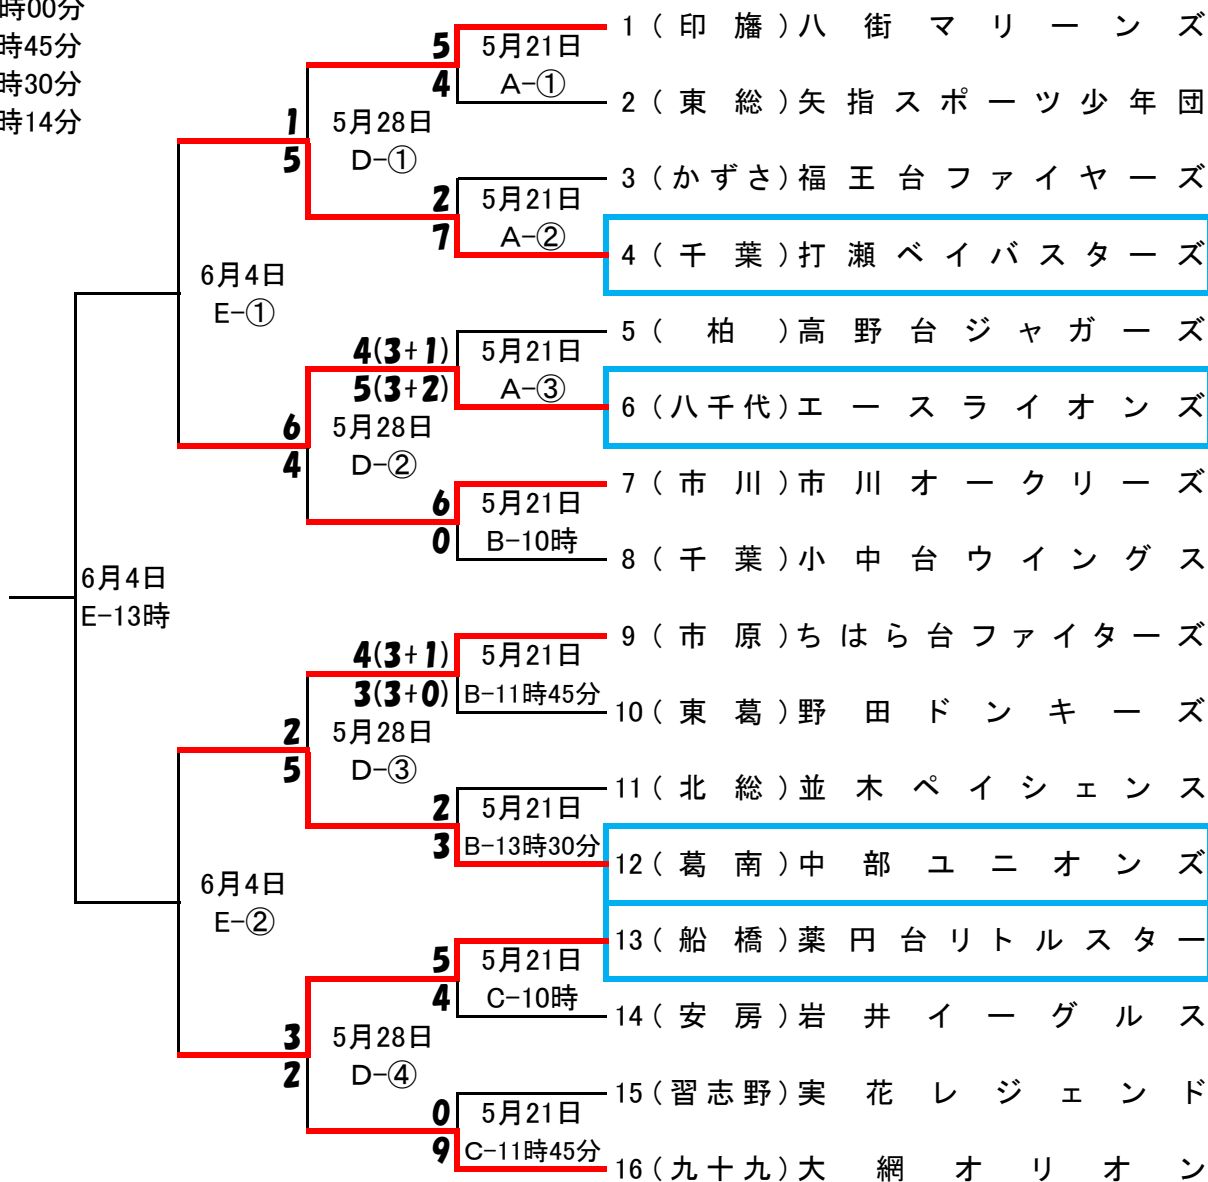 時00分
時45分
時30分
時14分
1(印旛)八街マリーンズ
5 5月21日
4 A-①
2(東総)矢指スポーツ少年団
1 5月28日
5 D-①
3(かずさ)福王台ファイヤーズ
2 5月21日
7 A-②
4(千葉)打瀬ベイバスターズ
6月4日
E-①
5(柏)高野台ジャガーズ
4(3+1) 5月21日
5(3+2) A-③
6(八千代)エースライオンズ
6 5月28日
4 D-②
7(市川)市川オークリーズ
6 5月21日
0 B-10時
8(千葉)小中台ウイングス
6月4日
E-13時
9(市原)ちはら台ファイターズ
4(3+1) 5月21日
3(3+0) B-11時45分
10(東葛)野田ドンキーズ
2 5月28日
5 D-③
11(北総)並木ペイシェンス
2 5月21日
3 B-13時30分
12(葛南)中部ユニオンズ
6月4日
E-②
13(船橋)薬円台リトルスター
5 5月21日
4 C-10時
14(安房)岩井イーグルス
3 5月28日
2 D-④
15(習志野)実花レジェンド
0 5月21日
9 C-11時45分
16(九十九)大網オリオン